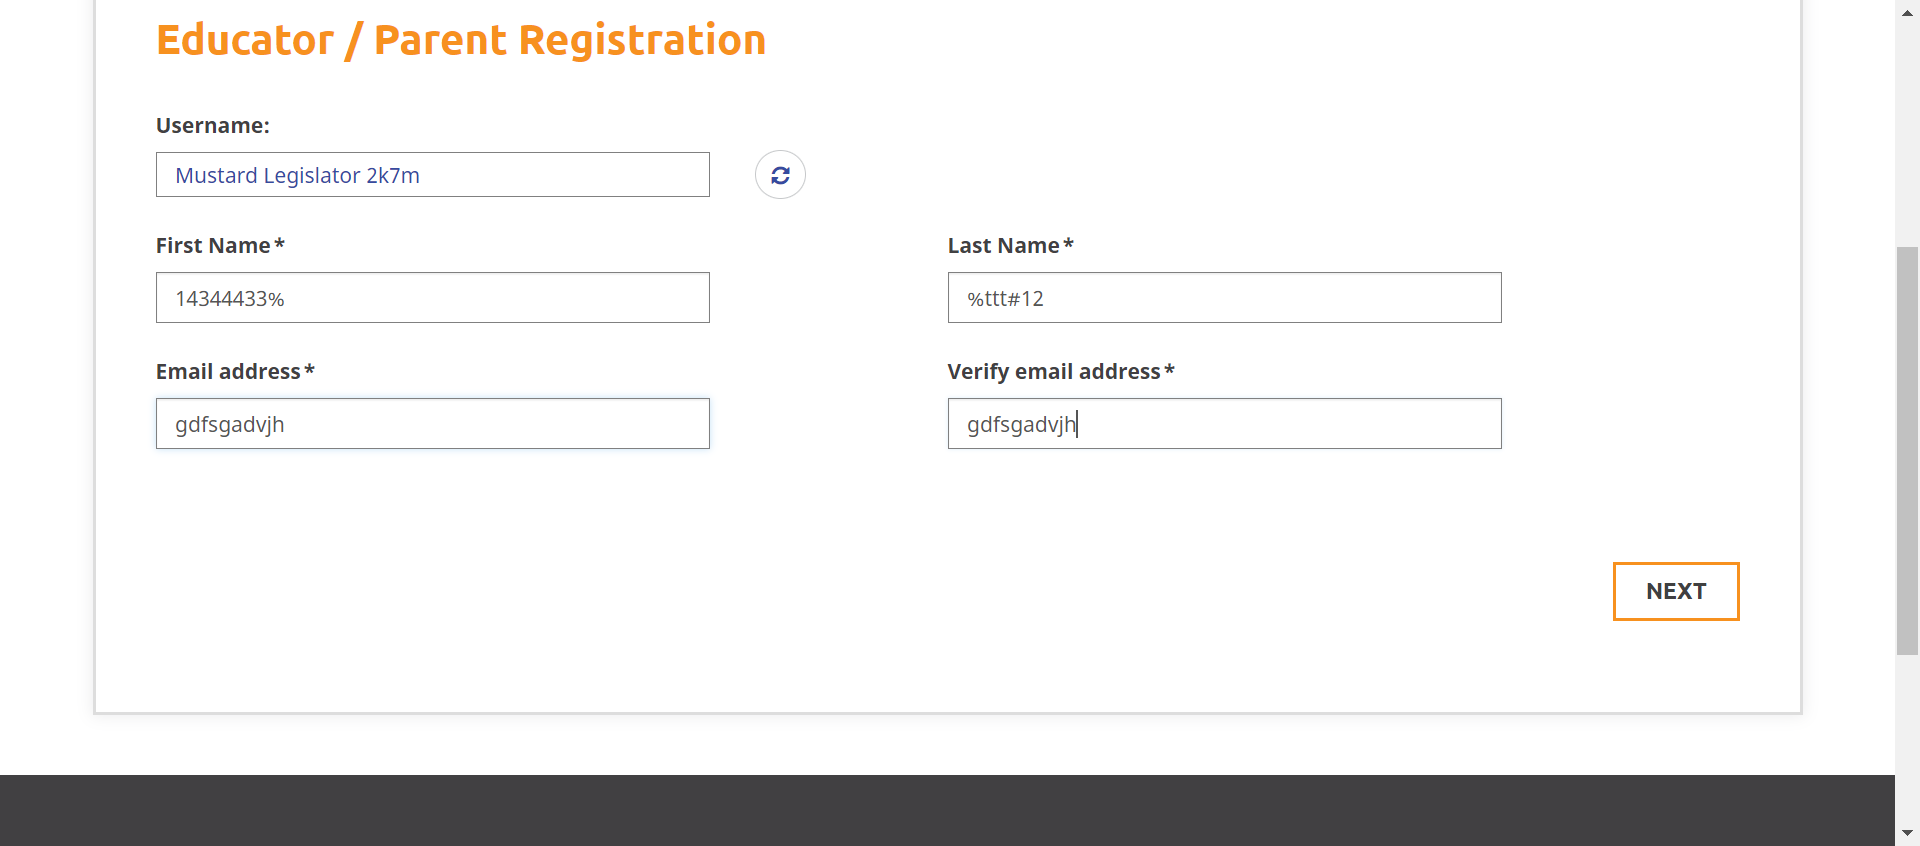 Educator / Parent Registration
Username:
Mustard Legislator 2k7m
First Name*
Last Name*
14344433%
%ttt#12
Email address*
Verify email address*
gdfsgadvjh
gdfsgadvjh
NEXT